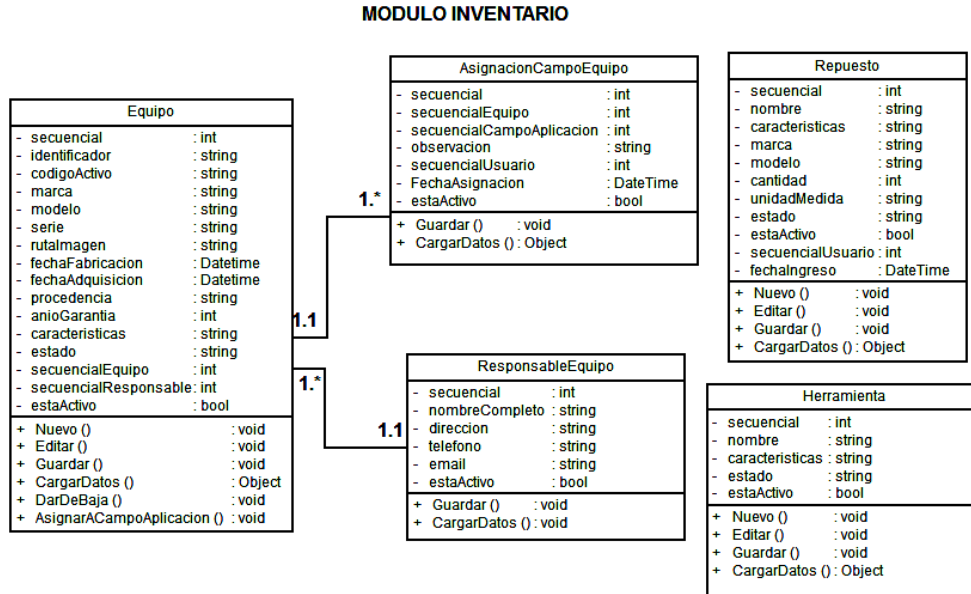 MODULO INVENTARIO
Equipo
- secuencial : int
- identificador : string
- codigoActivo : string
- marca : string
- modelo : string
- serie : string
- rutaImagen : string
- fechaFabricacion : Datetime
- fechaAdquisicion : Datetime
- procedencia : string
- anioGarantia : int
- caracteristicas : string
- estado : string
- secuencialEquipo : int
- secuencialResponsable : int
- estaActivo : bool
+ Nuevo () : void
+ Editar () : void
+ Guardar () : void
+ CargarDatos () : Object
+ DarDeBaja () : void
+ AsignarACampoAplicacion () : void
1.1
1.*
1.*
1.1
AsignacionCampoEquipo
- secuencial : int
- secuencialEquipo : int
- secuencialCampoAplicacion : int
- observacion : string
- secuencialUsuario : int
- FechaAsignacion : DateTime
- estaActivo : bool
+ Guardar () : void
+ CargarDatos () : Object
ResponsableEquipo
- secuencial : int
- nombreCompleto : string
- direccion : string
- telefono : string
- email : string
- estaActivo : bool
+ Guardar () : void
+ CargarDatos () : void
Repuesto
- secuencial : int
- nombre : string
- caracteristicas : string
- marca : string
- modelo : string
- cantidad : int
- unidadMedida : string
- estado : string
- estaActivo : bool
- secuencialUsuario : int
- fechaIngreso : DateTime
+ Nuevo () : void
+ Editar () : void
+ Guardar () : void
+ CargarDatos () : Object
Herramienta
- secuencial : int
- nombre : string
- caracteristicas : string
- estado : string
- estaActivo : bool
+ Nuevo () : void
+ Editar () : void
+ Guardar () : void
+ CargarDatos () : Object